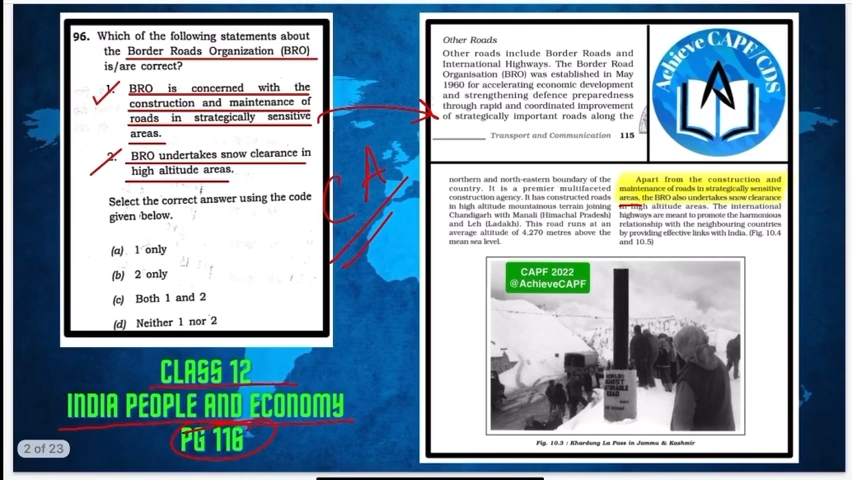 96. Which of the following statements about
the Border Roads Organization (BRO)
is/are correct?
1. BRO is concerned with the
construction and maintenance of
roads in strategically sensitive
areas.
2. BRO undertakes snow clearance in
high altitude areas.
Select the correct answer using the code
given below.
(a) 1 only
(b) 2 only
(c) Both 1 and 2
(d) Neither 1 nor 2
CA
CLASS 12
INDIA PEOPLE AND ECONOMY
PG 116
2 of 23
Other Roads
Other roads include Border Roads and
International Highways. The Border Road
Organisation (BRO) was established in May
1960 for accelerating economic development
and strengthening defence preparedness
through rapid and coordinated improvement
of strategically important roads along the
Transport and Communication 115
Achieve CAPF/CDS
A
northern and north-eastern boundary of the
country. It is a premier multifaceted
construction agency. It has constructed roads
in high altitude mountainous terrain joining
Chandigarh with Manali (Himachal Pradesh)
and Leh (Ladakh). This road runs at an
average altitude of 4,270 metres above the
mean sea level.
Apart from the construction and
maintenance of roads in strategically sensitive
areas, the BRO also undertakes snow clearance
in high altitude areas. The international
highways are meant to promote the harmonious
relationship with the neighbouring countries
by providing effective links with India. (Fig. 10.4
and 10.5)
CAPF 2022
@AchieveCAPF
Fig. 10.3 : Khardung La Pass in Jammu & Kashmir